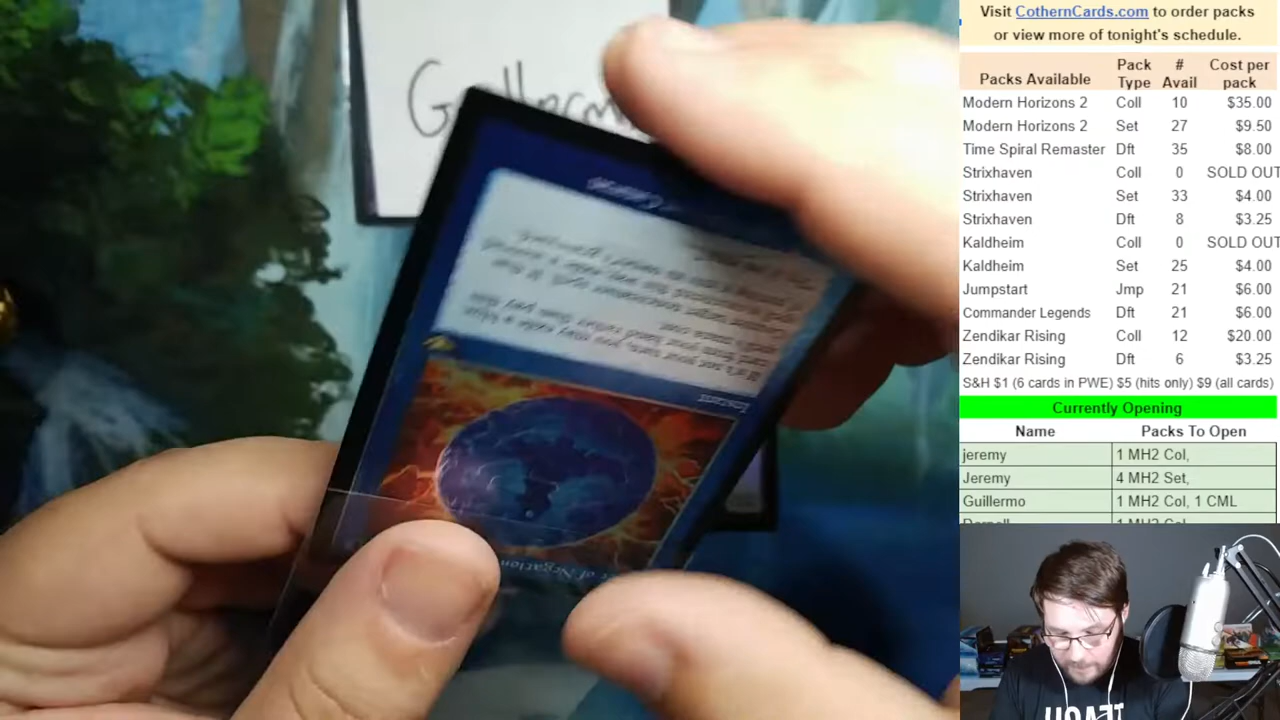 Visit CothernCards.com to order packs
or view more of tonight's schedule.
Packs Available Pack Type # Avail Cost per pack
Modern Horizons 2 Coll 10 $35.00
Modern Horizons 2 Set 27 $9.50
Time Spiral Remaster Dft 35 $8.00
Strixhaven Coll 0 SOLD OUT
Strixhaven Set 33 $4.00
Strixhaven Dft 8 $3.25
Kaldheim Coll 0 SOLD OUT
Kaldheim Set 25 $4.00
Jumpstart Jmp 21 $6.00
Commander Legends Dft 21 $6.00
Zendikar Rising Coll 12 $20.00
Zendikar Rising Dft 6 $3.25
S&H $1 (6 cards in PWE) $5 (hits only) $9 (all cards)
Currently Opening
Name Packs To Open
jeremy 1 MH2 Col,
Jeremy 4 MH2 Set,
Guillermo 1 MH2 Col, 1 CML
of Negation
Instant